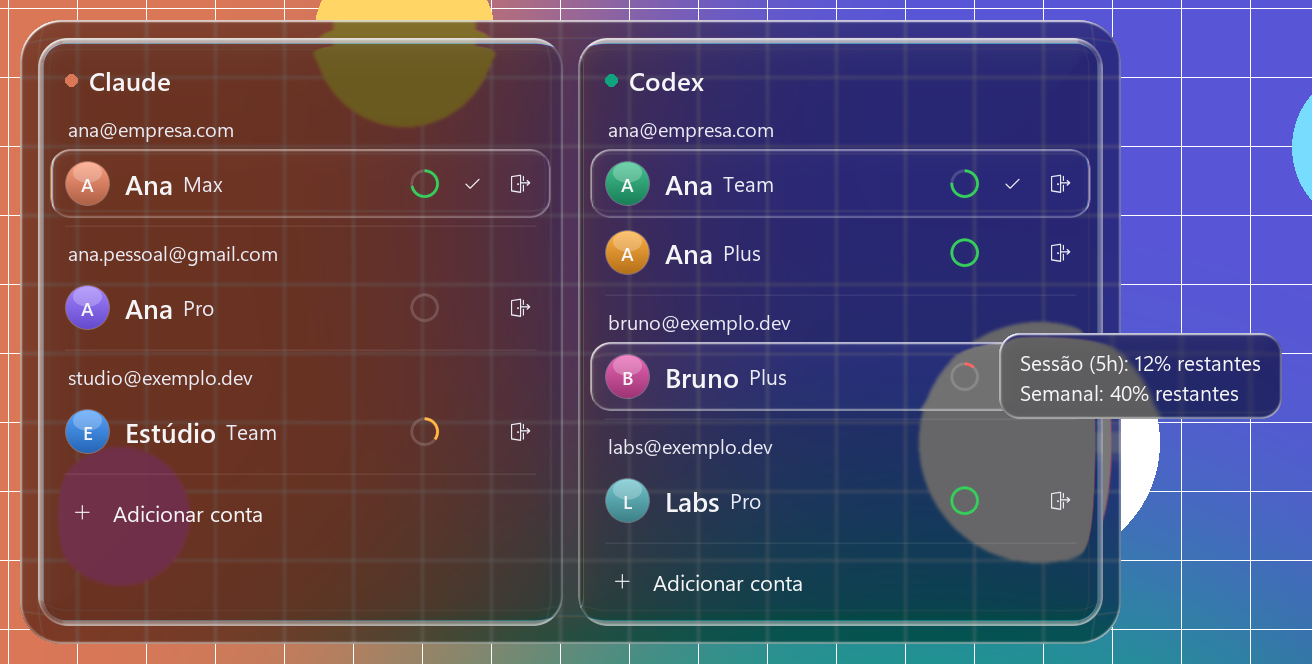 Claude
ana@empresa.com
A Ana Max
ana.pessoal@gmail.com
A Ana Pro
studio@exemplo.dev
E Estúdio Team
+ Adicionar conta
Codex
ana@empresa.com
A Ana Team
A Ana Plus
bruno@exemplo.dev
B Bruno Plus
Sessão (5h): 12% restantes
Semanal: 40% restantes
labs@exemplo.dev
L Labs Pro
+ Adicionar conta